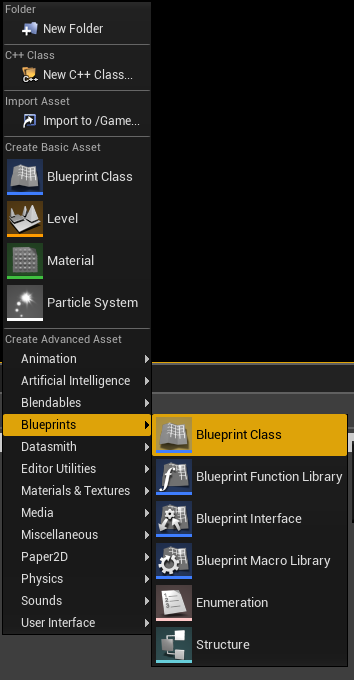 Folder
New Folder
C++ Class
C++
New C++ Class...
Import Asset
Import to /Game...
Create Basic Asset
Blueprint Class
Level
Material
Particle System
Create Advanced Asset
Animation
Artificial Intelligence
Blendables
Blueprints
Datasmith
Editor Utilities
Materials & Textures
Media
Miscellaneous
Paper2D
Physics
Sounds
User Interface
Blueprint Class
Blueprint Function Library
Blueprint Interface
Blueprint Macro Library
Enumeration
Structure